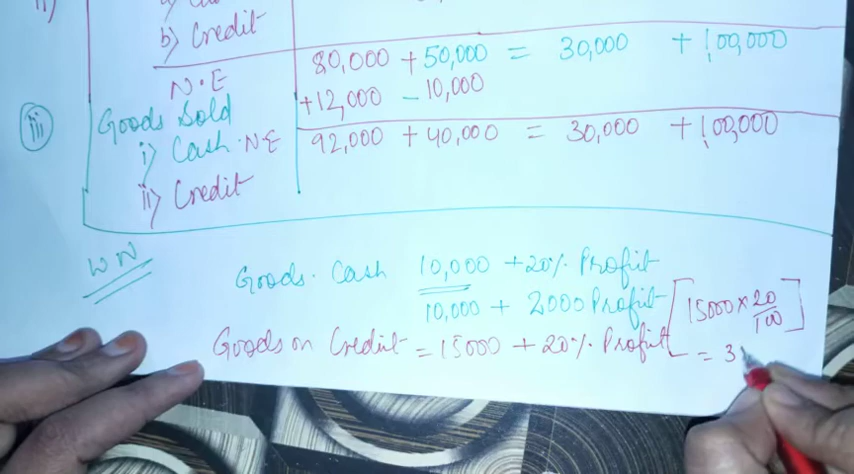 b) Credit
N·E
80,000 + 50,000 = 30,000 + 1,00,000
iii) Goods Sold
+12,000 - 10,000
i) Cash · N E
92,000 + 40,000 = 30,000 + 1,00,000
ii) Credit
W N
Goods · Cash 10,000 + 20% Profit
10,000 + 2000 Profit
[15000 × 20/100]
Goods on Credit = 15000 + 20% Profit
= 3